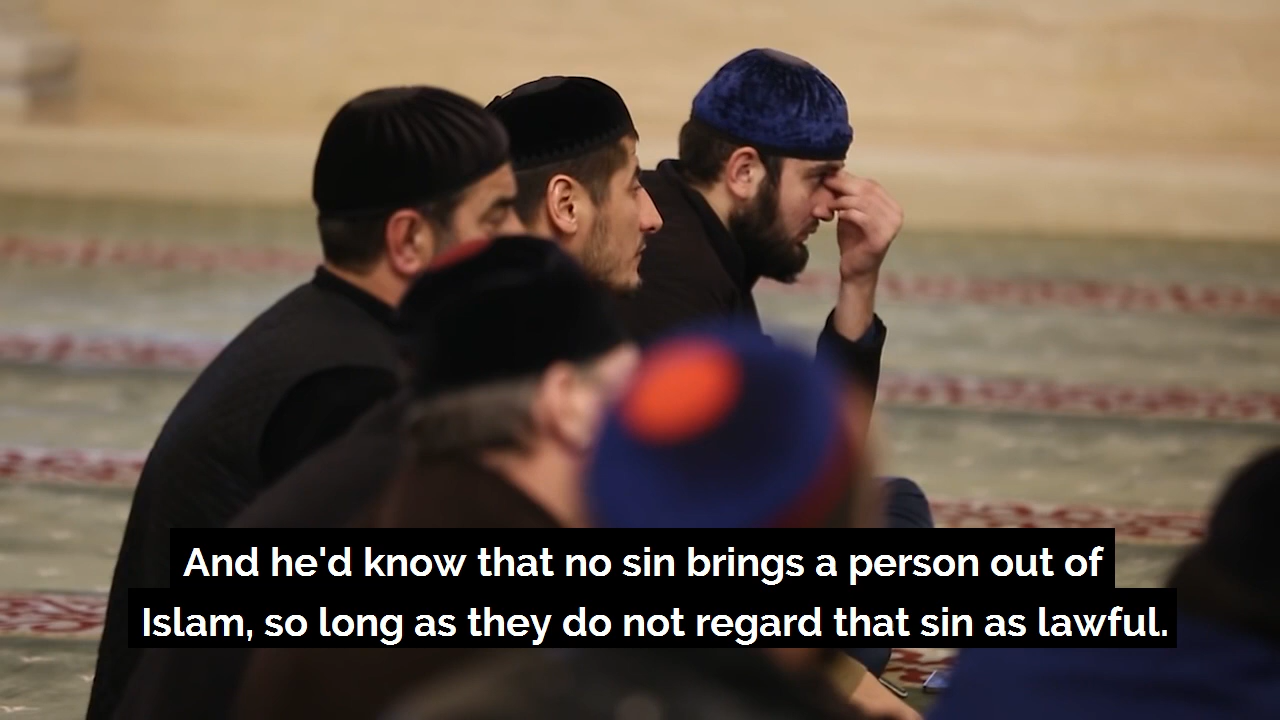 And he'd know that no sin brings a person out of
Islam, so long as they do not regard that sin as lawful.